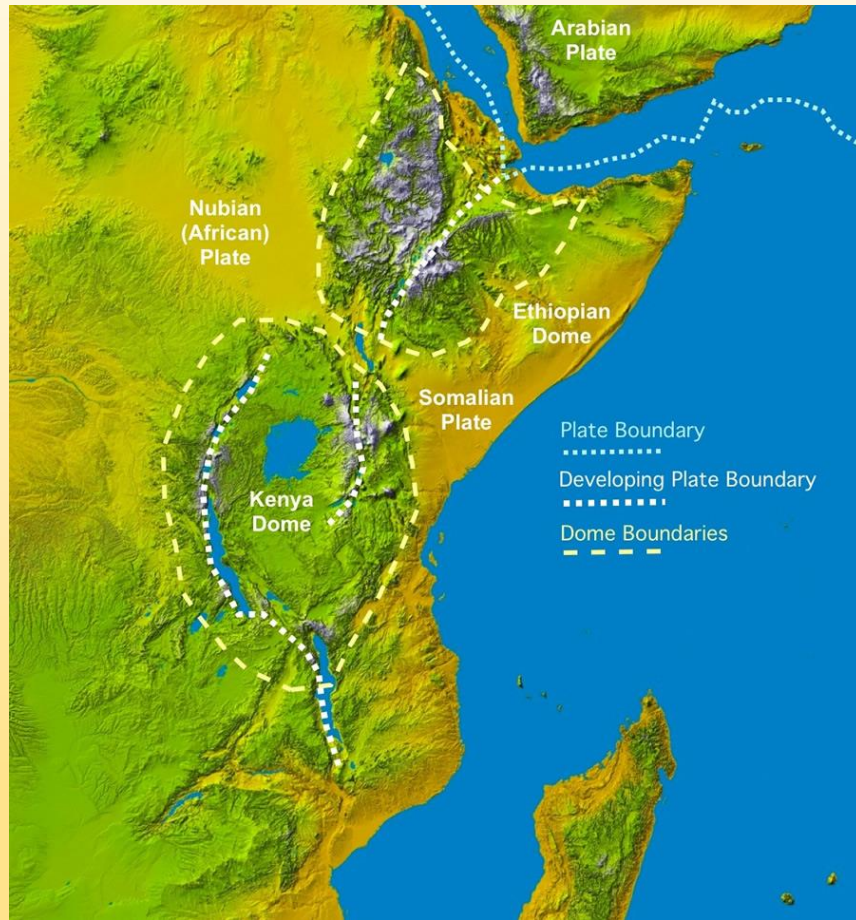 Arabian
Plate
Nubian
(African)
Plate
Ethiopian
Dome
Somalian
Plate
Kenya
Dome
Plate Boundary
Developing Plate Boundary
Dome Boundaries